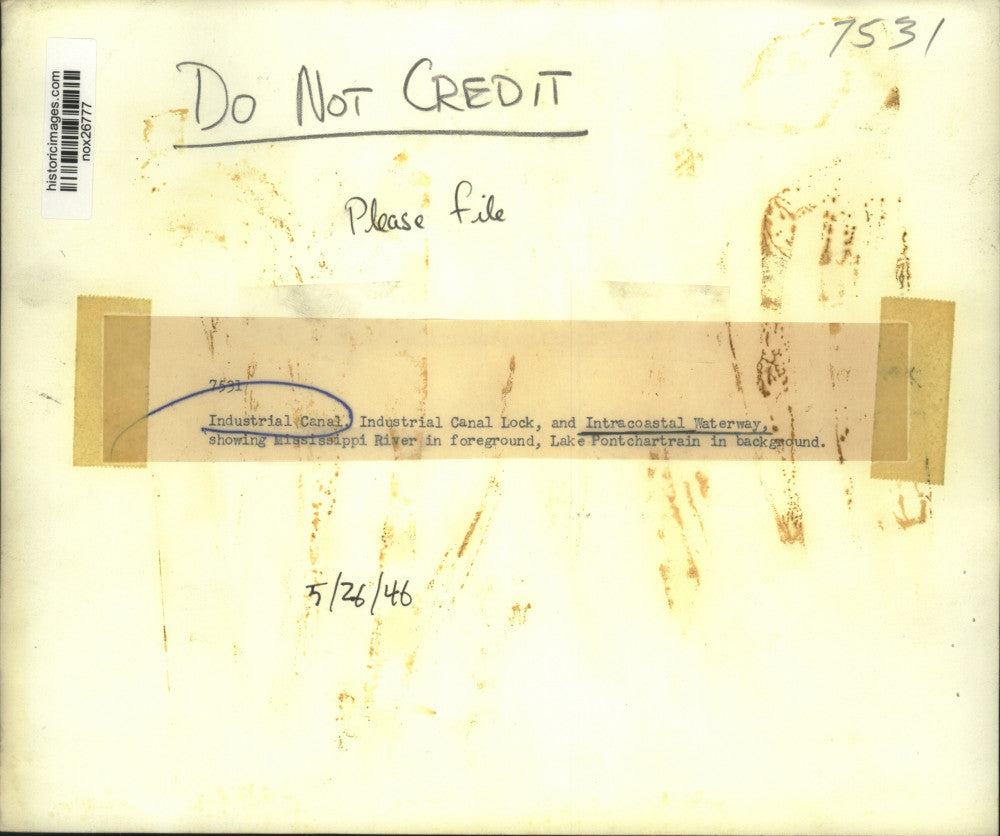 7531
DO NOT CREDIT
historicimages.com
nox26777
Please file
7531
Industrial Canal, Industrial Canal Lock, and Intracoastal Waterway,
showing Mississippi River in foreground, Lake Pontchartrain in background.
5/26/46